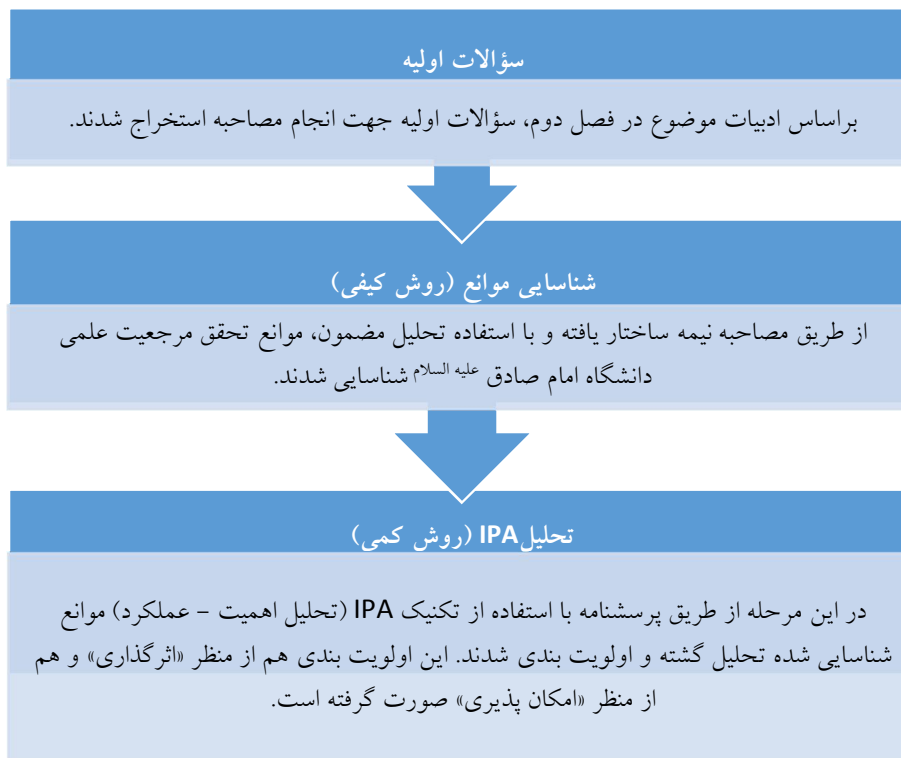 سؤالات اولیه
براساس ادبیات موضوع در فصل دوم، سؤالات اولیه جهت انجام مصاحبه استخراج شدند.
شناسایی موانع (روش کیفی)
از طریق مصاحبه نیمه ساختار یافته و با استفاده تحلیل مضمون، موانع تحقق مرجعیت علمی
دانشگاه امام صادق علیه السلام شناسایی شدند.
تحلیلIPA (روش کمی)
در این مرحله از طریق پرسشنامه با استفاده از تکنیک IPA (تحلیل اهمیت – عملکرد) موانع
شناسایی شده تحلیل گشته و اولویت بندی شدند. این اولویت بندی هم از منظر «اثرگذاری» و هم
از منظر «امکان پذیری» صورت گرفته است.